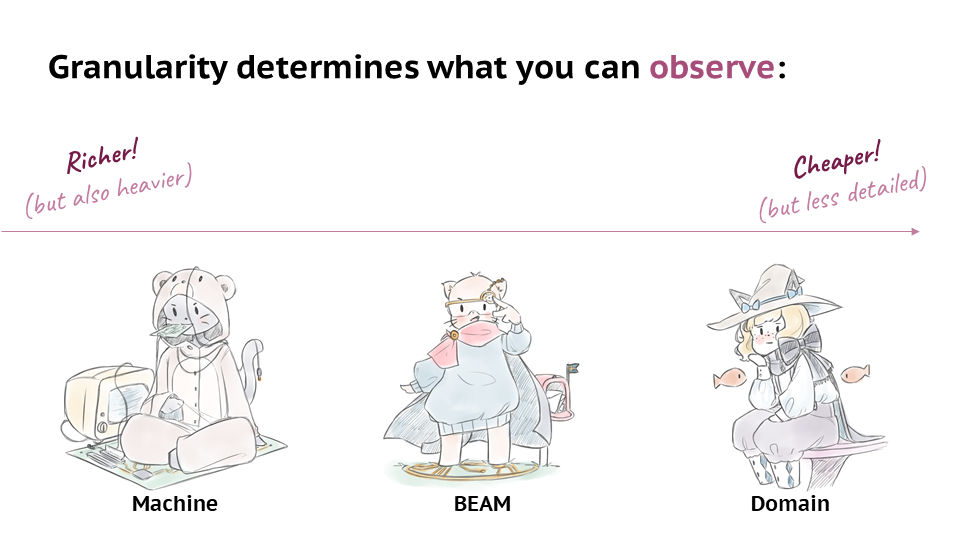 Granularity determines what you can observe:
Richer!
(but also heavier)
Cheaper!
(but less detailed)
Machine
BEAM
Domain